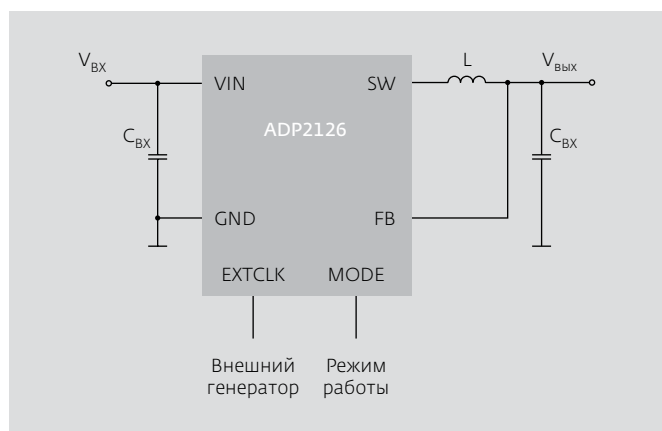 V_ВХ
L
V_вых
VIN
SW
ADP2126
C_ВХ
C_ВХ
GND
FB
EXTCLK
MODE
Внешний
генератор
Режим
работы